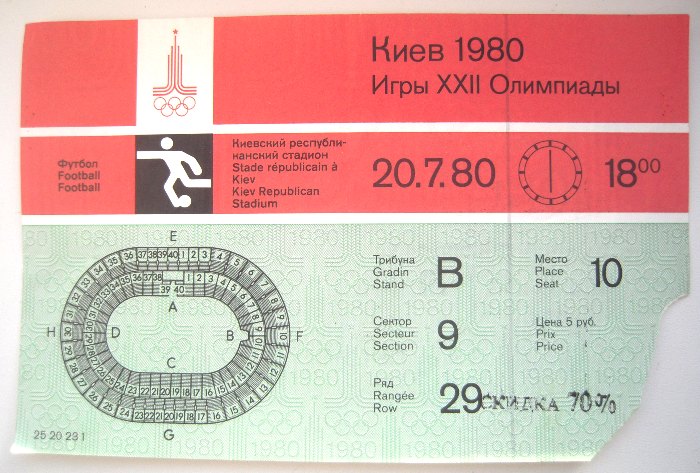 Киев 1980
Игры XXII Олимпиады
Футбол
Football
Football
Киевский республи-
канский стадион
Stade républicain à
Kiev
Kiev Republican
Stadium
20.7.80
18 00
Трибуна
Gradin
Stand
B
Место
Place
Seat
10
Сектор
Secteur
Section
9
Цена 5 руб.
Prix
Price
Ряд
Rangée
Row
29
СКИДКА 70%
E
A
H
D
B
F
C
G
25 20 23 I